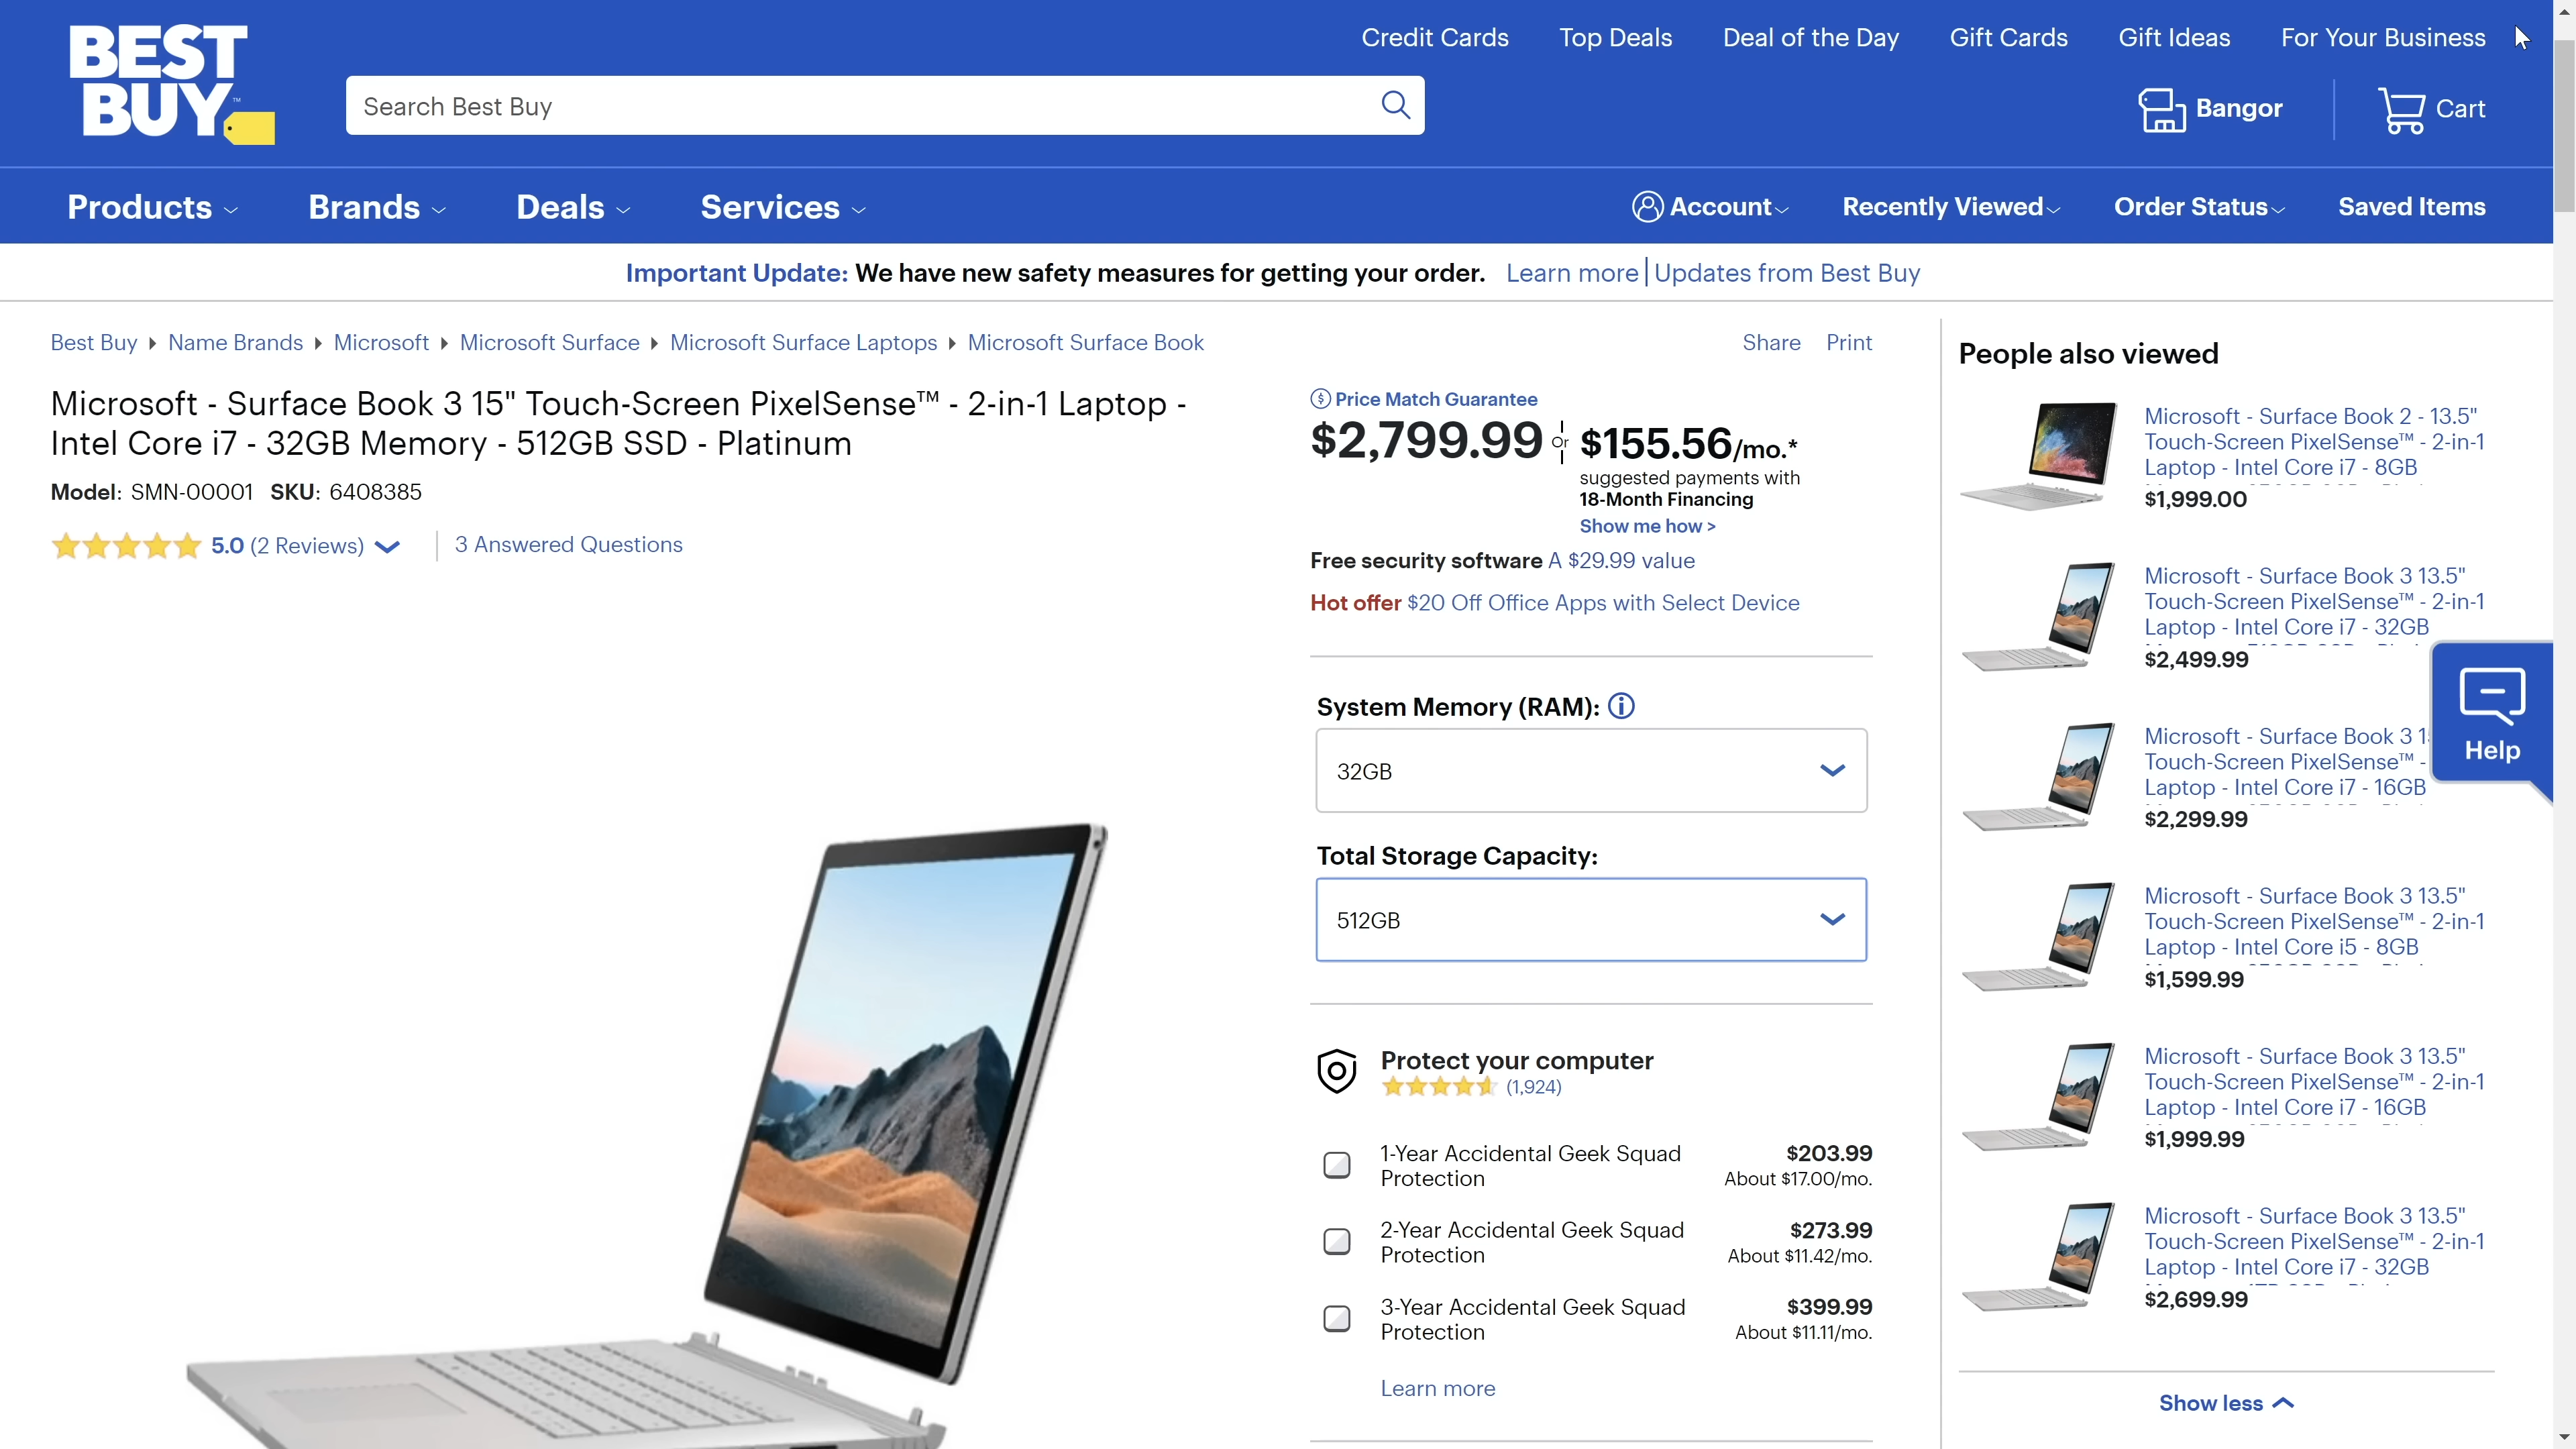 Credit Cards
Top Deals
Deal of the Day
Gift Cards
Gift Ideas
For Your Business
BEST
BUY™
Search Best Buy
Bangor
Cart
Products
Brands
Deals
Services
Account
Recently Viewed
Order Status
Saved Items
Important Update: We have new safety measures for getting your order. Learn more | Updates from Best Buy
Best Buy
Name Brands
Microsoft
Microsoft Surface
Microsoft Surface Laptops
Microsoft Surface Book
Share
Print
Microsoft - Surface Book 3 15" Touch-Screen PixelSense™ - 2-in-1 Laptop -
Intel Core i7 - 32GB Memory - 512GB SSD - Platinum
Model: SMN-00001 SKU: 6408385
5.0 (2 Reviews)
3 Answered Questions
Price Match Guarantee
$2,799.99
Or
$155.56/mo.*
suggested payments with
18-Month Financing
Show me how >
Free security software A $29.99 value
Hot offer $20 Off Office Apps with Select Device
System Memory (RAM):
32GB
Total Storage Capacity:
512GB
Protect your computer
(1,924)
1-Year Accidental Geek Squad
Protection
$203.99
About $17.00/mo.
2-Year Accidental Geek Squad
Protection
$273.99
About $11.42/mo.
3-Year Accidental Geek Squad
Protection
$399.99
About $11.11/mo.
Learn more
People also viewed
Microsoft - Surface Book 2 - 13.5"
Touch-Screen PixelSense™ - 2-in-1
Laptop - Intel Core i7 - 8GB
$1,999.00
Microsoft - Surface Book 3 13.5"
Touch-Screen PixelSense™ - 2-in-1
Laptop - Intel Core i7 - 32GB
$2,499.99
Microsoft - Surface Book 3
Touch-Screen PixelSense™ -
Laptop - Intel Core i7 - 16GB
$2,299.99
Microsoft - Surface Book 3 13.5"
Touch-Screen PixelSense™ - 2-in-1
Laptop - Intel Core i5 - 8GB
$1,599.99
Microsoft - Surface Book 3 13.5"
Touch-Screen PixelSense™ - 2-in-1
Laptop - Intel Core i7 - 16GB
$1,999.99
Microsoft - Surface Book 3 13.5"
Touch-Screen PixelSense™ - 2-in-1
Laptop - Intel Core i7 - 32GB
$2,699.99
Show less
Help